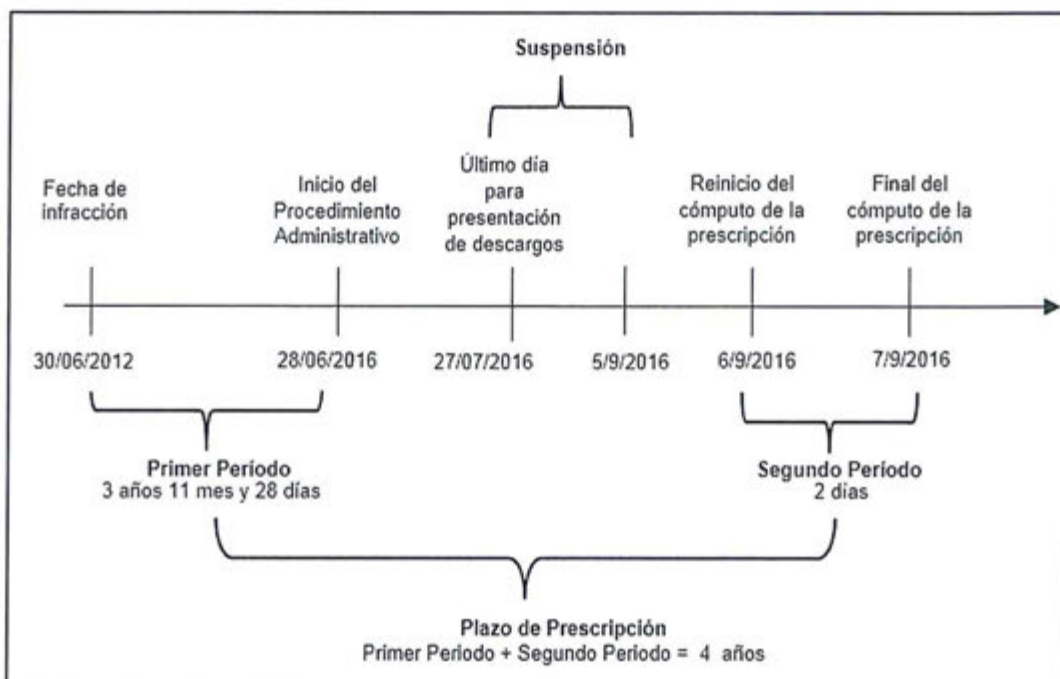 Suspensión
Fecha de
infracción
Inicio del
Procedimiento
Administrativo
Último día
para
presentación
de descargos
Reinicio del
cómputo de la
prescripción
Final del
cómputo de la
prescripción
30/06/2012
28/06/2016
27/07/2016
5/9/2016
6/9/2016
7/9/2016
Primer Período
3 años 11 mes y 28 días
Segundo Período
2 días
Plazo de Prescripción
Primer Periodo + Segundo Periodo = 4 años